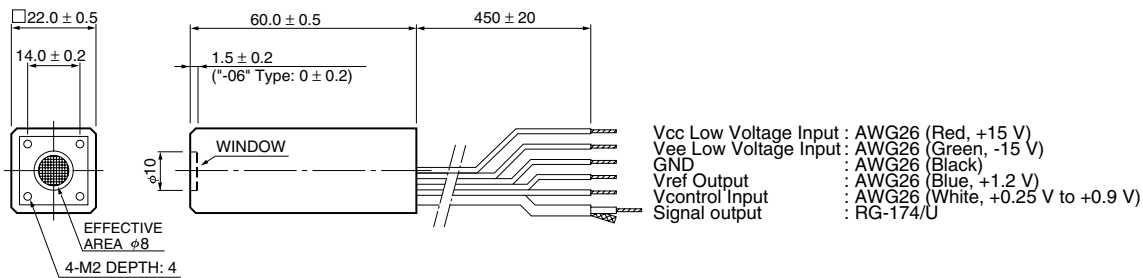 □22.0 ± 0.5
60.0 ± 0.5
450 ± 20
14.0 ± 0.2
1.5 ± 0.2
("-06" Type: 0 ± 0.2)
WINDOW
φ10
EFFECTIVE
AREA φ8
4-M2 DEPTH: 4
Vcc Low Voltage Input : AWG26 (Red, +15 V)
Vee Low Voltage Input : AWG26 (Green, -15 V)
GND : AWG26 (Black)
Vref Output : AWG26 (Blue, +1.2 V)
Vcontrol Input : AWG26 (White, +0.25 V to +0.9 V)
Signal output : RG-174/U